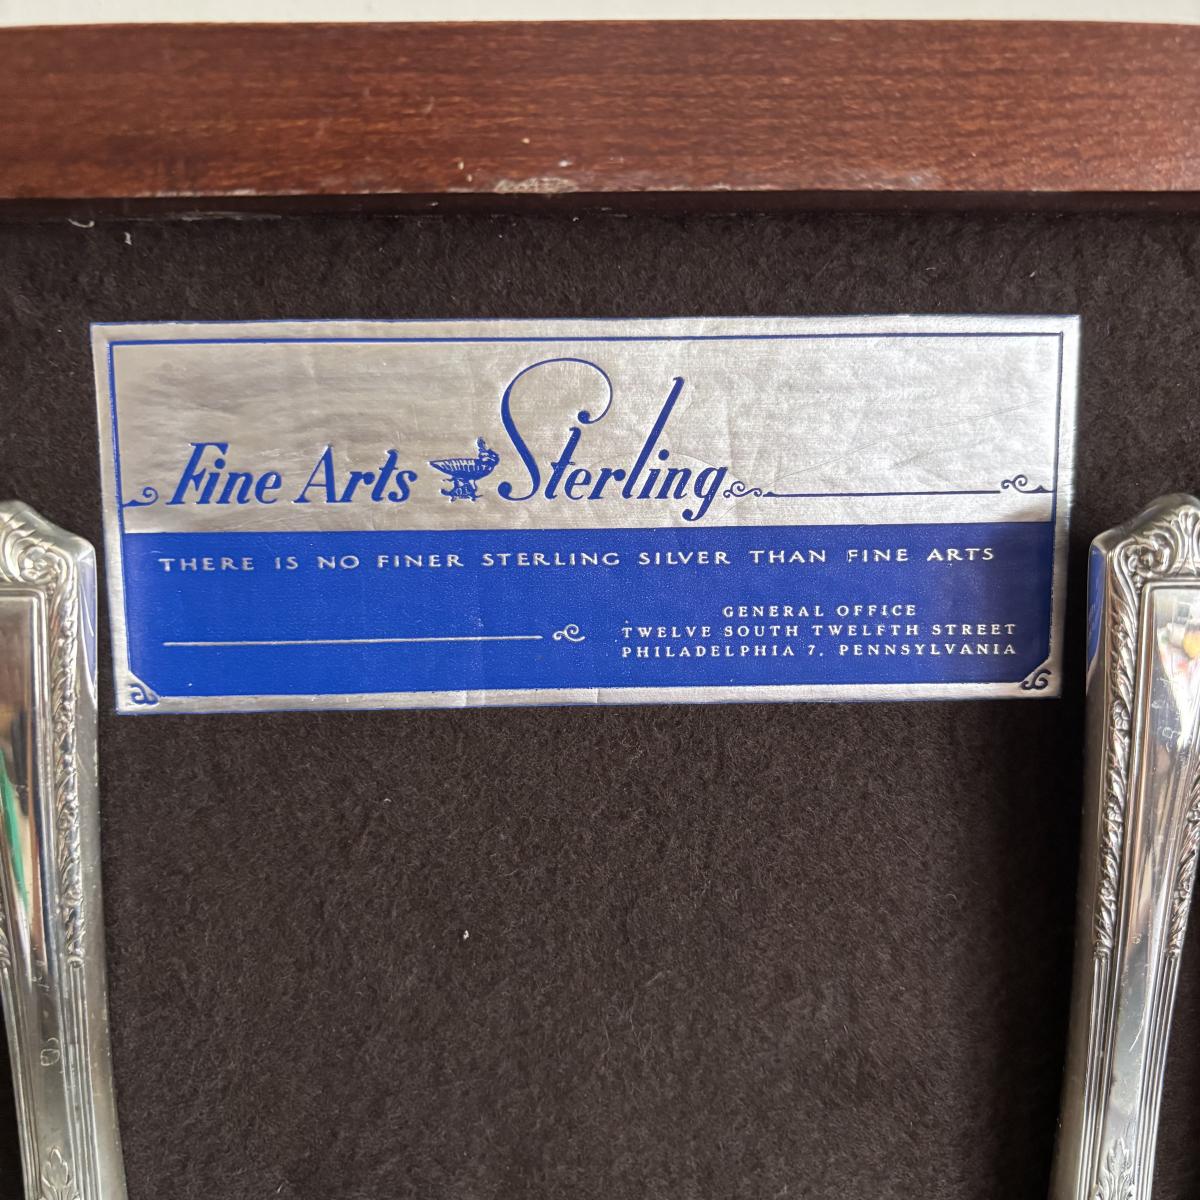 Fine Arts Sterling
THERE IS NO FINER STERLING SILVER THAN FINE ARTS
GENERAL OFFICE
TWELVE SOUTH TWELFTH STREET
PHILADELPHIA 7, PENNSYLVANIA